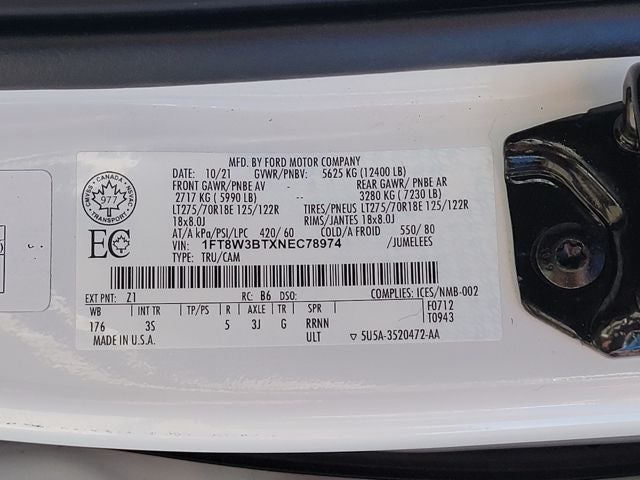 MFD. BY FORD MOTOR COMPANY
DATE: 10/21 GVWR/PNBV: 5625 KG (12400 LB)
FRONT GAWR/PNBE AV -- REAR GAWR/ PNBE AR
2717 KG ( 5990 LB) -- 3280 KG ( 7230 LB)
LT275/70R18E 125/122R TIRES/PNEUS LT275/70R18E 125/122R
18x8.0J RIMS/JANTES 18x8.0J
AT/A kPa/PSI/LPC 420/ 60 COLD/A FROID 550/ 80
VIN: 1FT8W3BTXNEC78974 /JUMELEES
TYPE: TRU/CAM
CANADA
977
EC
EXT PNT: Z1 RC: B6 DSO: COMPLIES: ICES/NMB-002
WB INT TR TP/PS R AXLE TR SPR F0712
176 3S 5 3J G RRNN T0943
MADE IN U.S.A. ULT 5U5A-3520472-AA